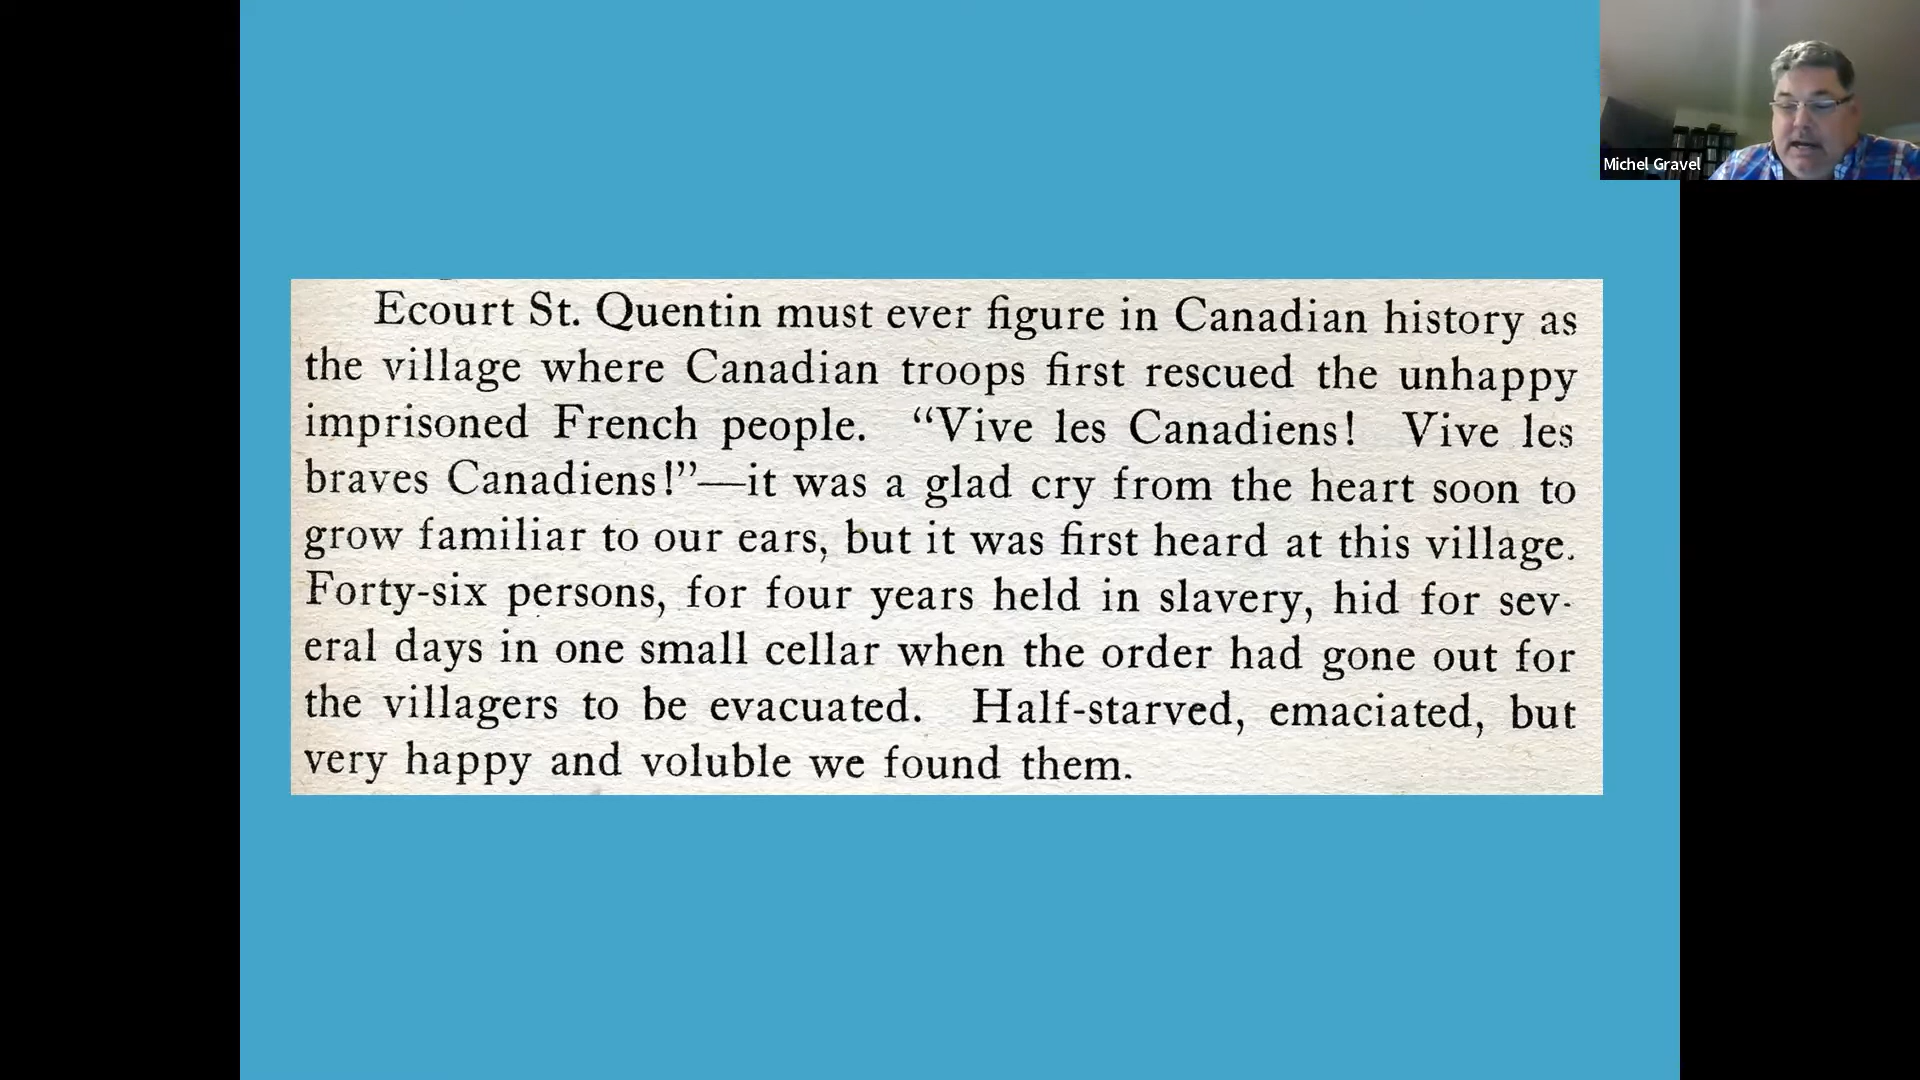 Michel Gravel
Ecourt St. Quentin must ever figure in Canadian history as
the village where Canadian troops first rescued the unhappy
imprisoned French people. “Vive les Canadiens! Vive les
braves Canadiens!”—it was a glad cry from the heart soon to
grow familiar to our ears, but it was first heard at this village.
Forty-six persons, for four years held in slavery, hid for sev-
eral days in one small cellar when the order had gone out for
the villagers to be evacuated. Half-starved, emaciated, but
very happy and voluble we found them.